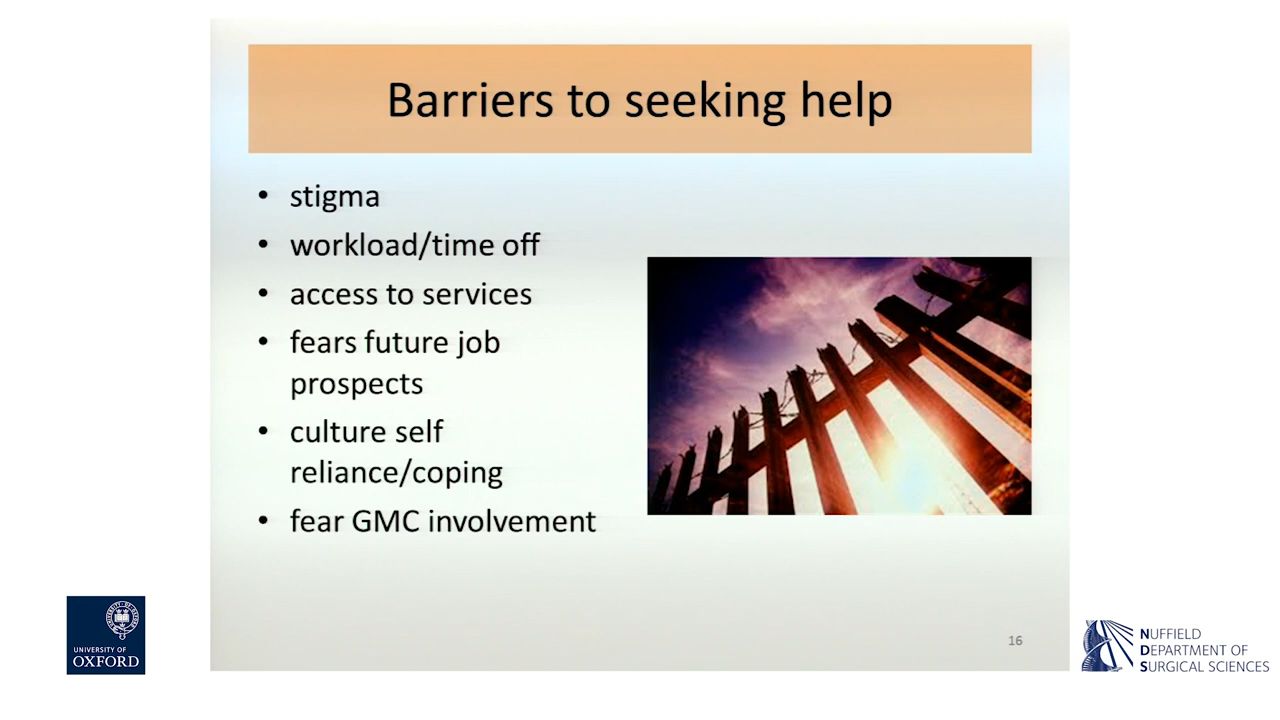 Barriers to seeking help
• stigma
• workload/time off
• access to services
• fears future job
prospects
• culture self
reliance/coping
• fear GMC involvement
16
UNIVERSITY OF
OXFORD
NUFFIELD
DEPARTMENT OF
SURGICAL SCIENCES